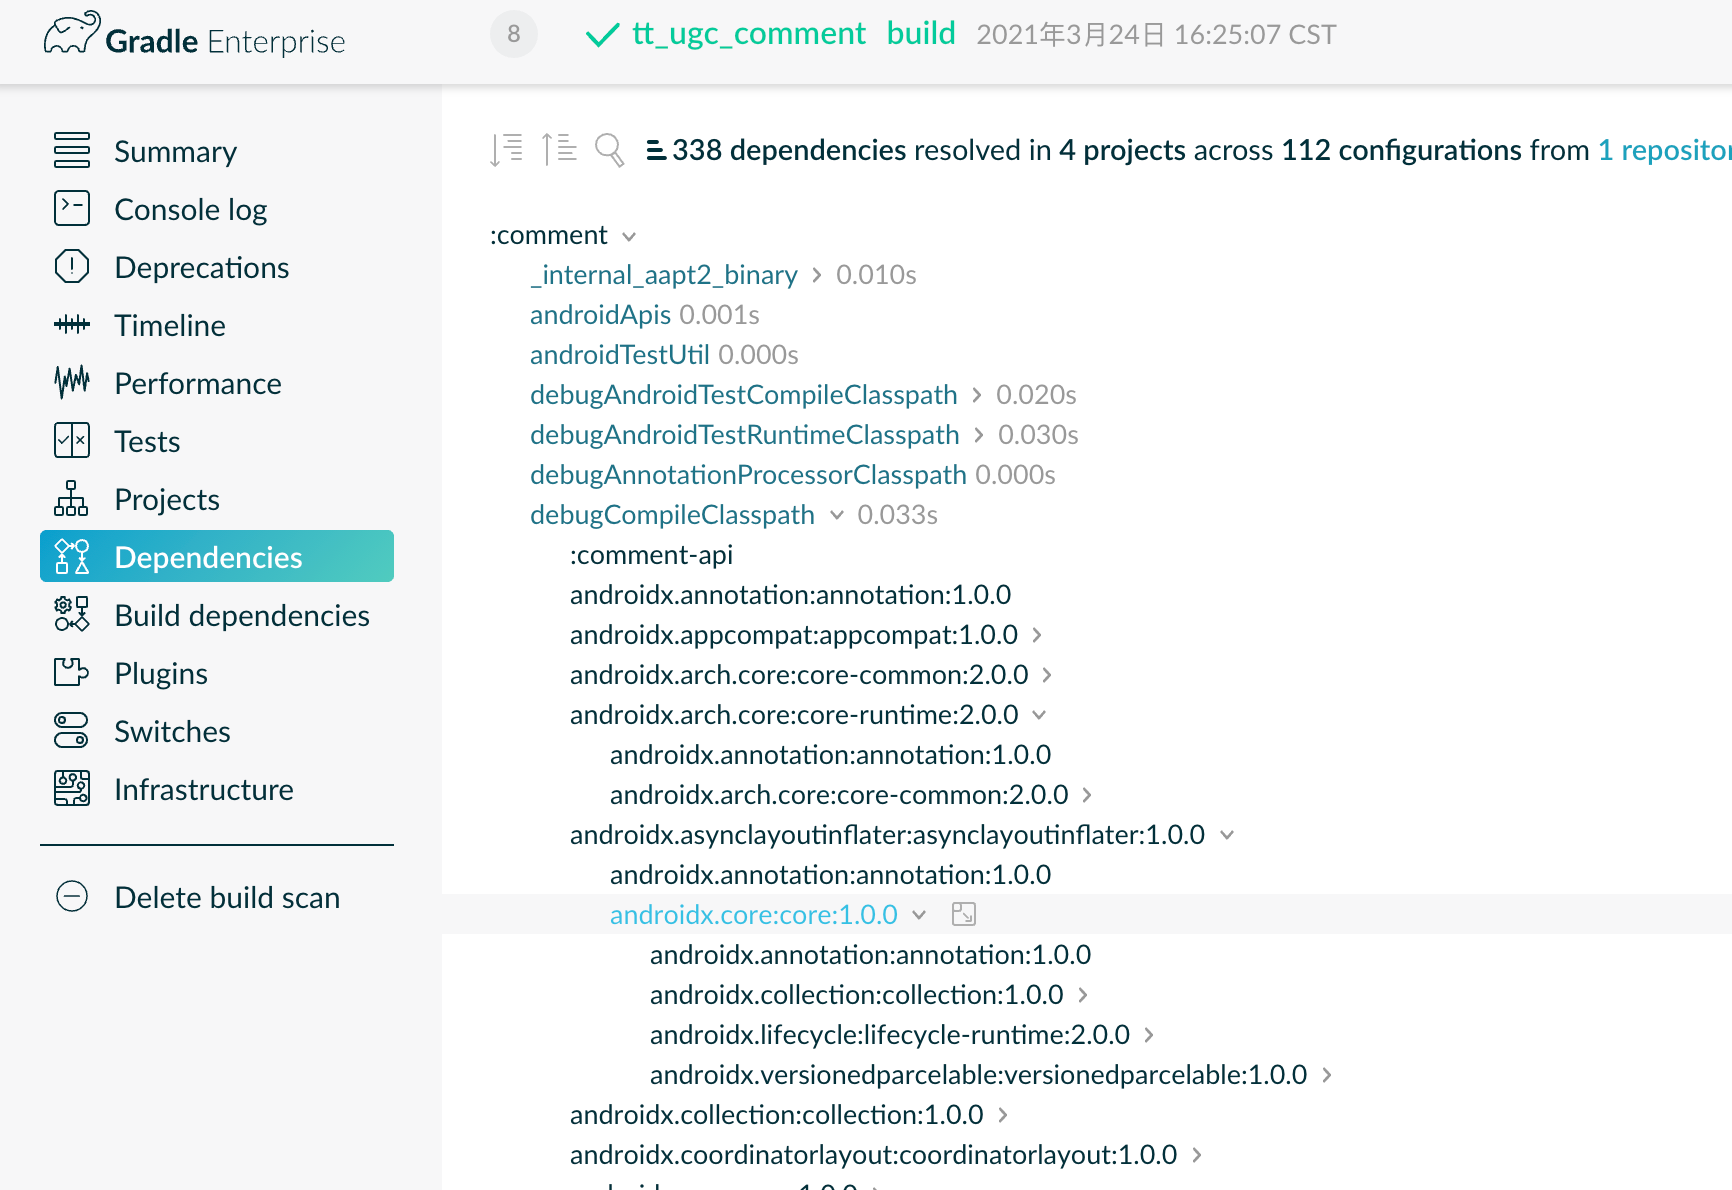 Gradle Enterprise
8 tt_ugc_comment build 2021年3月24日 16:25:07 CST
Summary
Console log
Deprecations
Timeline
Performance
Tests
Projects
Dependencies
Build dependencies
Plugins
Switches
Infrastructure
Delete build scan
338 dependencies resolved in 4 projects across 112 configurations from 1 repositor
:comment
_internal_aapt2_binary 0.010s
androidApis 0.001s
androidTestUtil 0.000s
debugAndroidTestCompileClasspath 0.020s
debugAndroidTestRuntimeClasspath 0.030s
debugAnnotationProcessorClasspath 0.000s
debugCompileClasspath 0.033s
:comment-api
androidx.annotation:annotation:1.0.0
androidx.appcompat:appcompat:1.0.0
androidx.arch.core:core-common:2.0.0
androidx.arch.core:core-runtime:2.0.0
androidx.annotation:annotation:1.0.0
androidx.arch.core:core-common:2.0.0
androidx.asynclayoutinflater:asynclayoutinflater:1.0.0
androidx.annotation:annotation:1.0.0
androidx.core:core:1.0.0
androidx.annotation:annotation:1.0.0
androidx.collection:collection:1.0.0
androidx.lifecycle:lifecycle-runtime:2.0.0
androidx.versionedparcelable:versionedparcelable:1.0.0
androidx.collection:collection:1.0.0
androidx.coordinatorlayout:coordinatorlayout:1.0.0